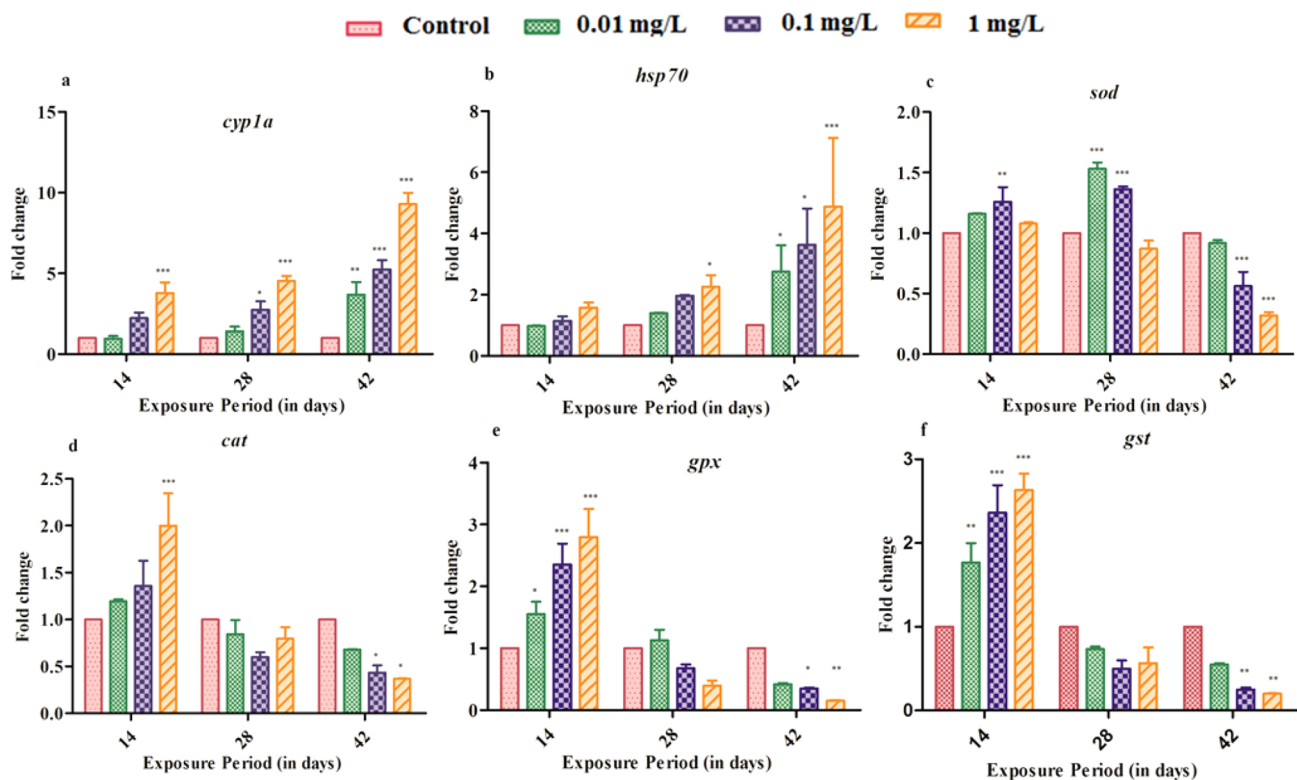 Control 0.01 mg/L 0.1 mg/L 1 mg/L
a
cyp1a
Fold change
15
10
5
0
***
*
***
**
***
***
14 28 42
Exposure Period (in days)
b
hsp70
Fold change
8
6
4
2
0
*
*
*
***
14 28 42
Exposure Period (in days)
c
sod
Fold change
2.0
1.5
1.0
0.5
0.0
**
***
***
***
***
14 28 42
Exposure Period (in days)
d
cat
Fold change
2.5
2.0
1.5
1.0
0.5
0.0
***
*
*
14 28 42
Exposure Period (in days)
e
gpx
Fold change
4
3
2
1
0
*
***
***
*
**
14 28 42
Exposure Period (in days)
f
gst
Fold change
3
2
1
0
**
***
***
**
**
14 28 42
Exposure Period (in days)